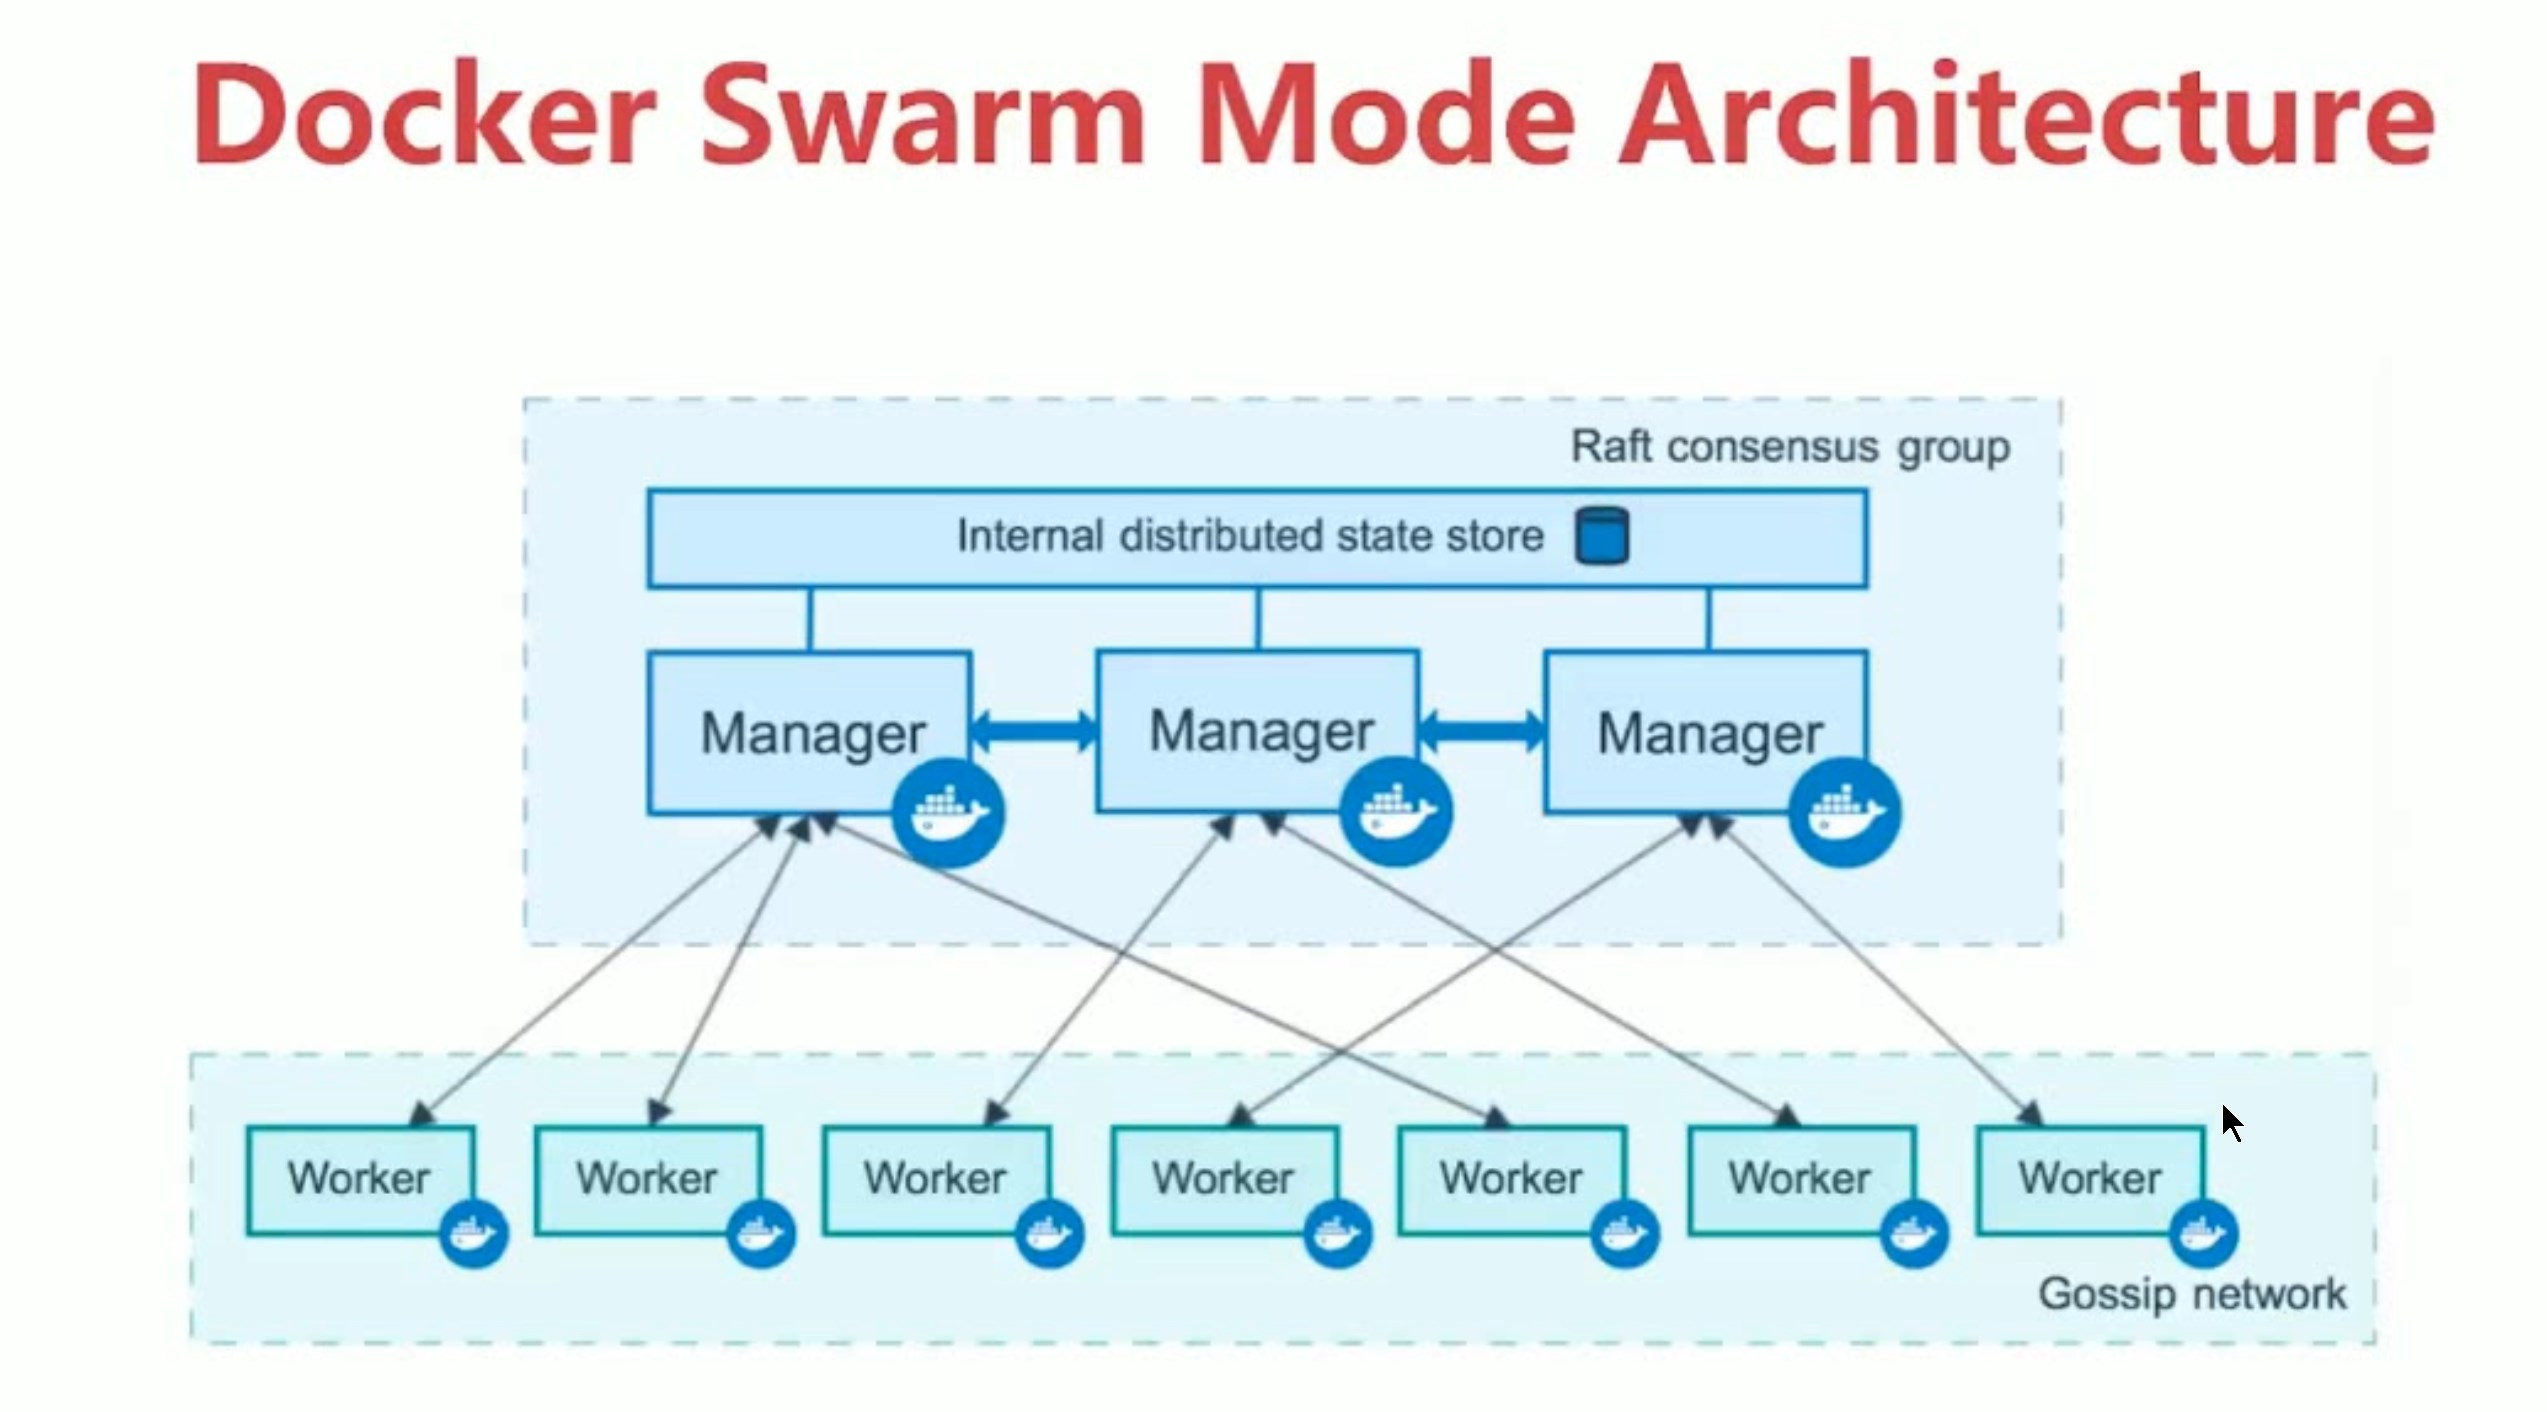 Docker Swarm Mode Architecture
Raft consensus group
Internal distributed state store
Manager
Manager
Manager
Worker
Worker
Worker
Worker
Worker
Worker
Worker
Gossip network